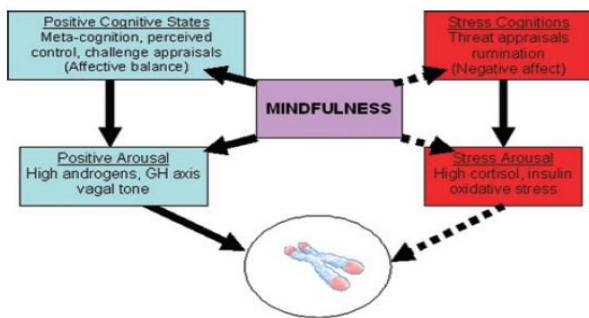 Positive Cognitive States
Meta-cognition, perceived
control, challenge appraisals
(Affective balance)
Stress Cognitions
Threat appraisals
rumination
(Negative affect)
MINDFULNESS
Positive Arousal
High androgens, GH axis
vagal tone
Stress Arousal
High cortisol, insulin
oxidative stress